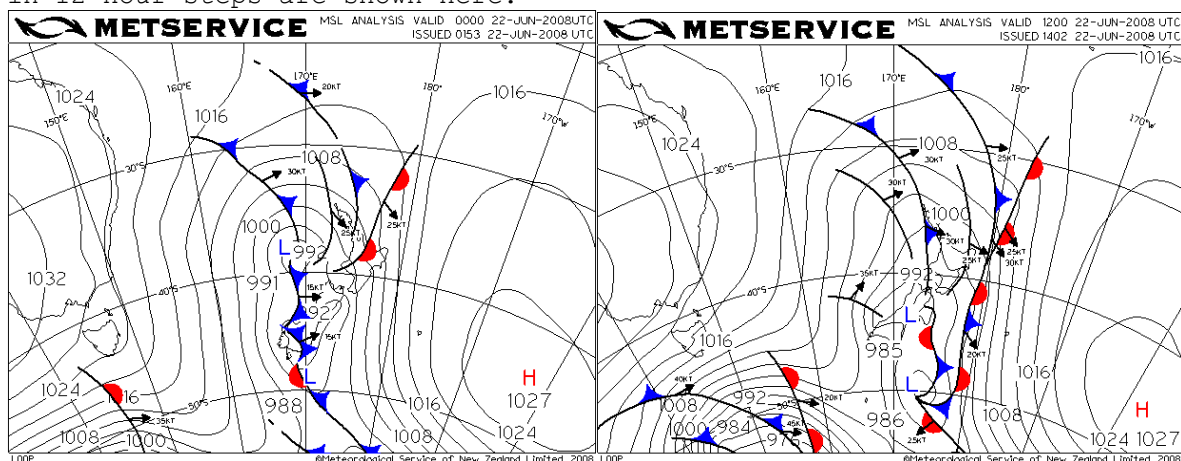 in 12 hour steps are shown here.
METSERVICE
MSL ANALYSIS VALID 0000 22-JUN-2008UTC
ISSUED 0153 22-JUN-2008 UTC
170°E
20KT
1024
160°E
180°
150°E
1016
1016
170°W
1008
30°S
30KT
25KT
25KT
1000
L
992
1032
991
15KT
40°S
992
15KT
L
H
1027
1024
16
50°S
988
1016
35KT
1008
1000
1008
1024
LOOP
©Meteorological Service of New Zealand Limited, 2008
METSERVICE
MSL ANALYSIS VALID 1200 22-JUN-2008 UTC
ISSUED 1402 22-JUN-2008 UTC
1016
170°E
1016
160°E
180°
150°E
170°W
1024
1008
25KT
30KT
30°S
30KT
1000
30KT
25KT
25KT
30KT
35KT
992
40°S
L
1016
985
20KT
L
1016
40KT
992
20KT
H
1008
50°S
986
1008
1000
984
45KT
976
25KT
1024
1027
LOOP
©Meteorological Service of New Zealand Limited, 2008